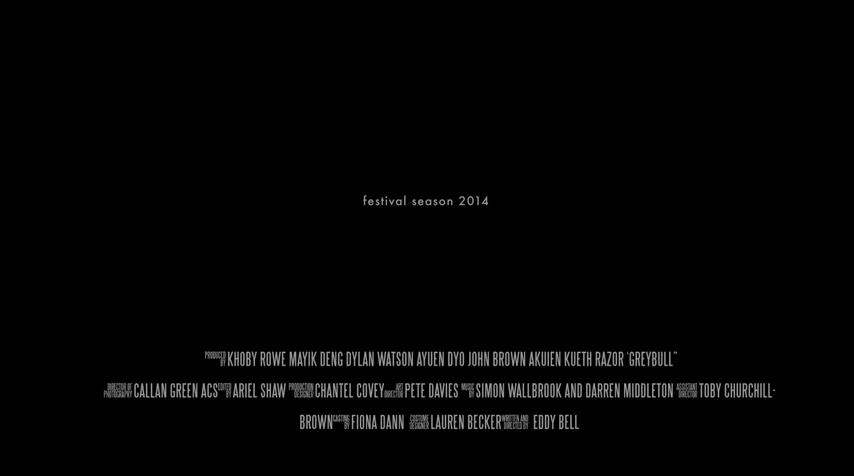 festival season 2014
PRODUCED BY KHOBY ROWE MAYIK DENG DYLAN WATSON AYUEN DYO JOHN BROWN AKUIEN KUETH RAZOR 'GREYBULL"
DIRECTOR OF PHOTOGRAPHY CALLAN GREEN ACS EDITED BY ARIEL SHAW PRODUCTION DESIGNER CHANTEL COVEY ART DIRECTOR PETE DAVIES MUSIC BY SIMON WALLBROOK AND DARREN MIDDLETON ASSISTANT DIRECTOR TOBY CHURCHILL-
BROWN CASTING BY FIONA DANN COSTUME DESIGNER LAUREN BECKER WRITTEN AND DIRECTED BY EDDY BELL